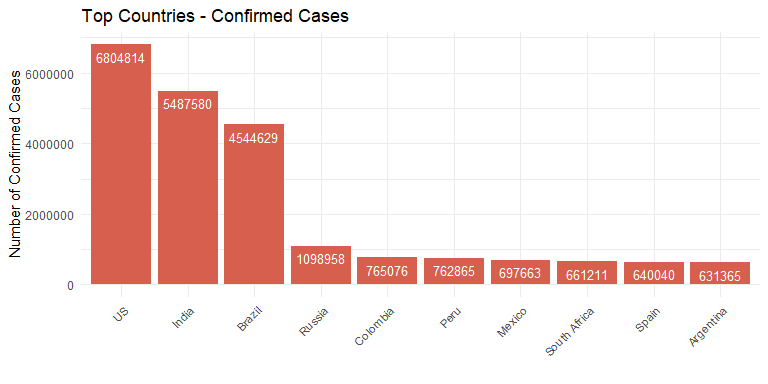 Top Countries - Confirmed Cases
Number of Confirmed Cases
6000000
4000000
2000000
0
6804814
5487580
4544629
1098958
765076
762865
697663
661211
640040
631365
US
India
Brazil
Russia
Colombia
Peru
Mexico
South Africa
Spain
Argentina